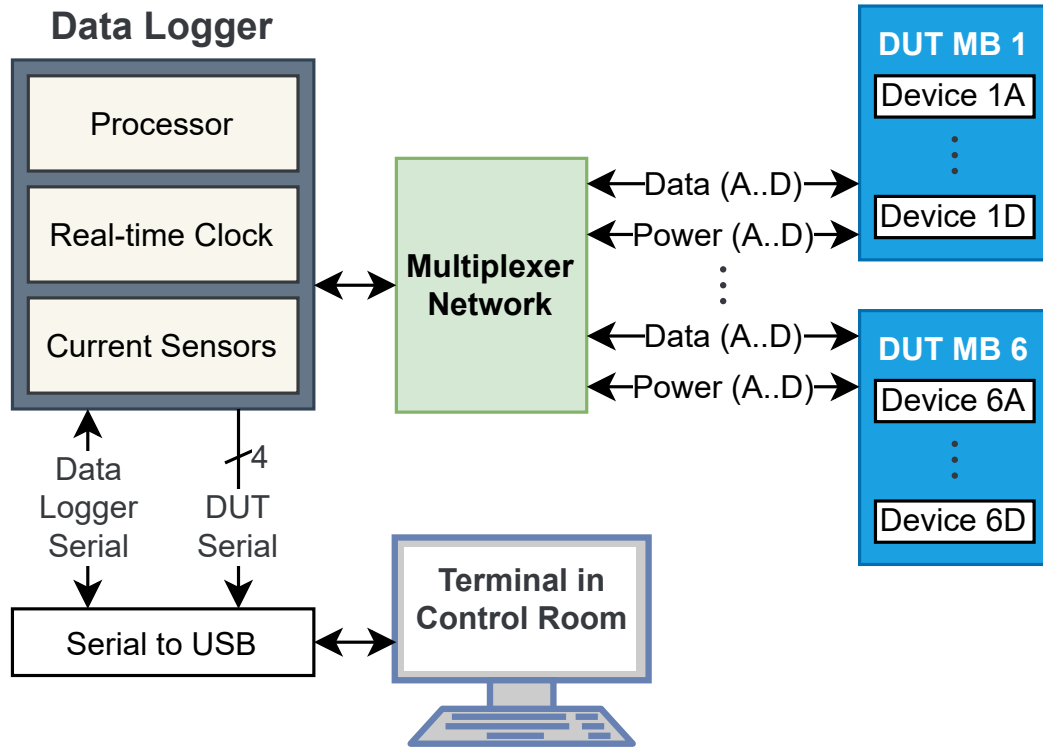 Data Logger
Processor
Real-time Clock
Current Sensors
Multiplexer
Network
Data (A..D)
Power (A..D)
Data (A..D)
Power (A..D)
DUT MB 1
Device 1A
Device 1D
DUT MB 6
Device 6A
Device 6D
Data
Logger
Serial
4
DUT
Serial
Serial to USB
Terminal in
Control Room